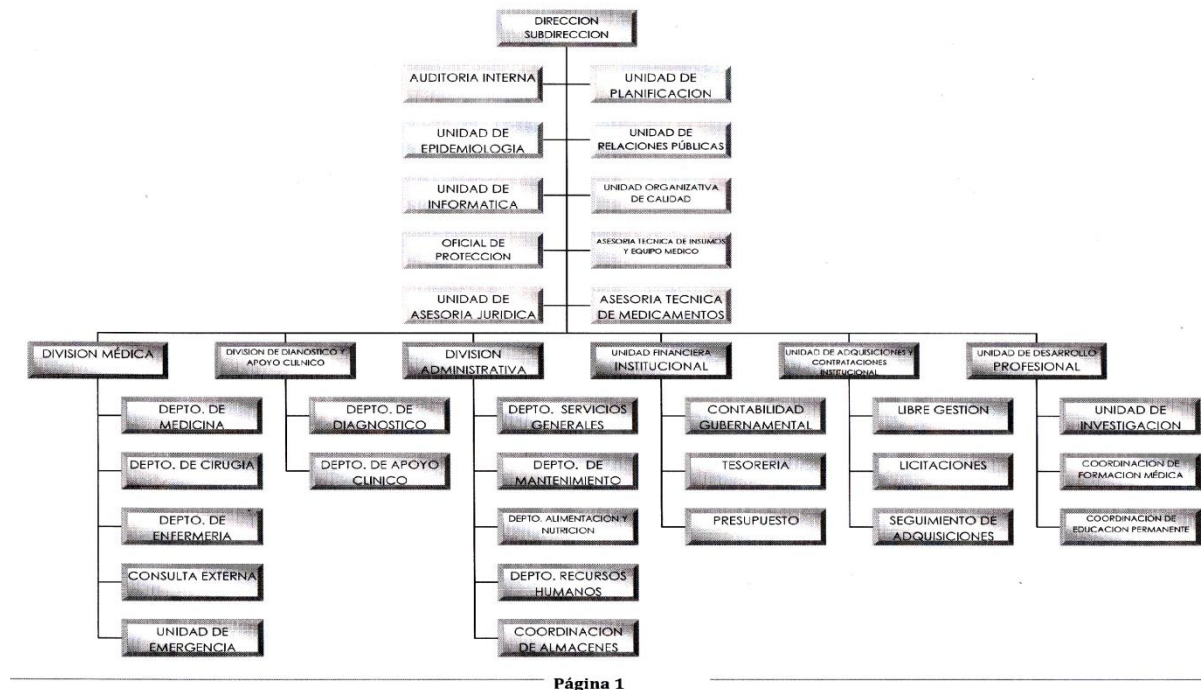 DIRECCION
SUBDIRECCION
AUDITORIA INTERNA
UNIDAD DE
PLANIFICACION
UNIDAD DE
EPIDEMIOLOGIA
UNIDAD DE
RELACIONES PÚBLICAS
UNIDAD DE
INFORMATICA
UNIDAD ORGANIZATIVA
DE CALIDAD
OFICIAL DE
PROTECCION
ASESORIA TECNICA DE INSUMOS
Y EQUIPO MEDICO
UNIDAD DE
ASESORIA JURIDICA
ASESORIA TECNICA
DE MEDICAMENTOS
DIVISION MÉDICA
DIVISION DE DIANOSTICO Y
APOYO CLILNICO
DIVISION
ADMINISTRATIVA
UNIDAD FINANCIERA
INSTITUCIONAL
UNIDAD DE ADQUISICIONES Y
CONTRATACIONES
INSTITUCIONAL
UNIDAD DE DESARROLLO
PROFESIONAL
DEPTO. DE
MEDICINA
DEPTO. DE CIRUGIA
DEPTO. DE
ENFERMERIA
CONSULTA EXTERNA
UNIDAD DE
EMERGENCIA
DEPTO. DE
DIAGNOSTICO
DEPTO. DE APOYO
CLINICO
DEPTO. SERVICIOS
GENERALES
DEPTO. DE
MANTENIMIENTO
DEPTO. ALIMENTACION Y
NUTRICION
DEPTO. RECURSOS
HUMANOS
COORDINACION
DE ALMACENES
CONTABILIDAD
GUBERNAMENTAL
TESORERIA
PRESUPUESTO
LIBRE GESTION
LICITACIONES
SEGUIMIENTO DE
ADQUISICIONES
UNIDAD DE
INVESTIGACION
COORDINACION DE
FORMACION MÉDICA
COORDINACION DE
EDUCACION PERMANENTE
Página 1